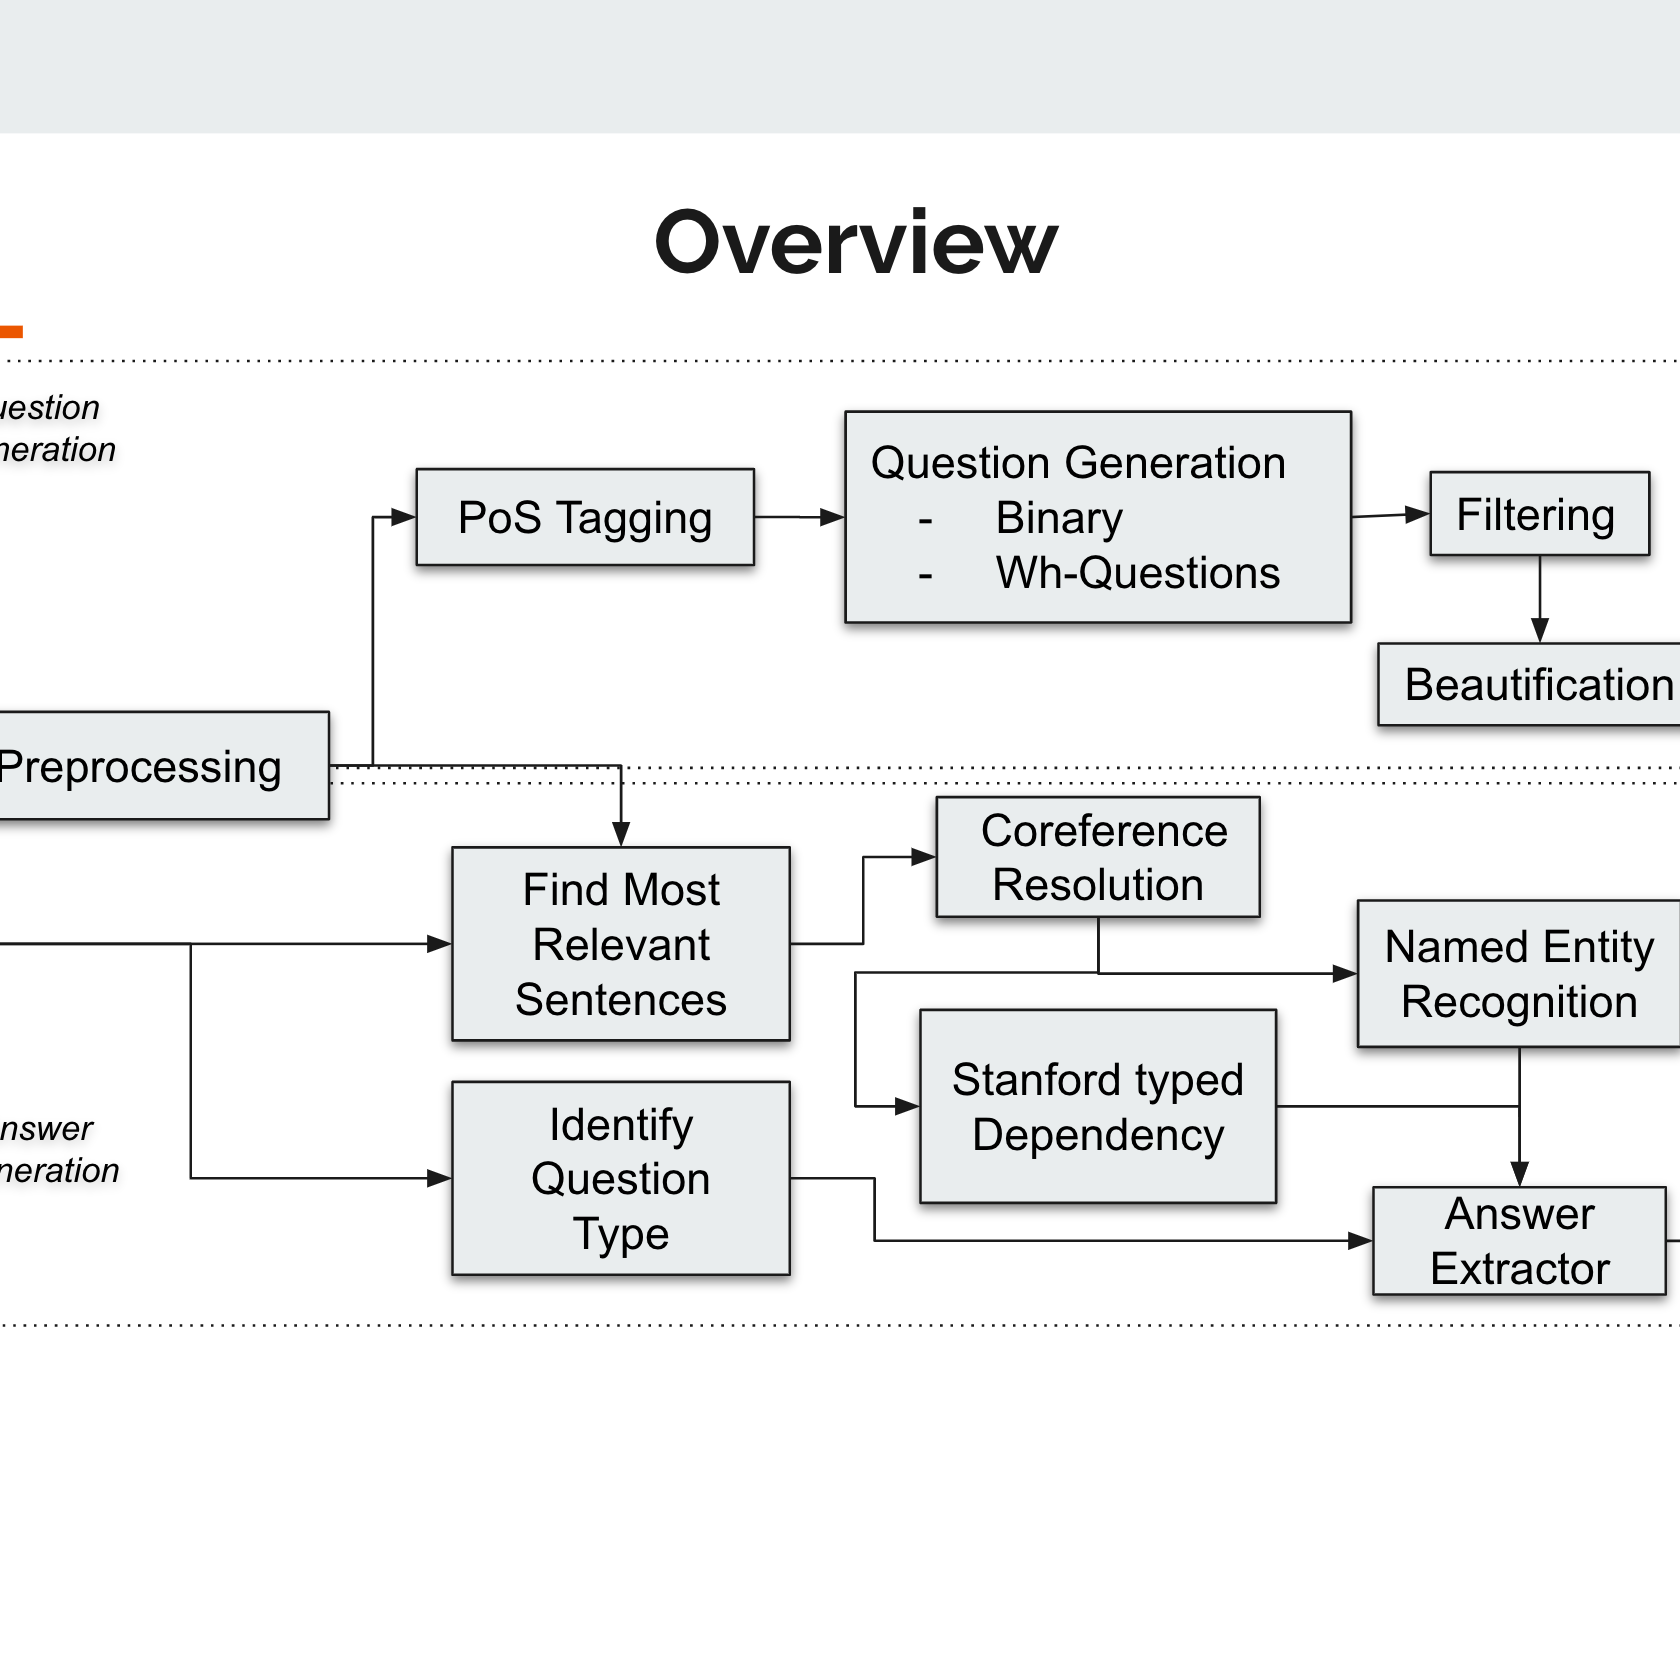 Overview
uestion
neration
PoS Tagging
Question Generation
- Binary
- Wh-Questions
Filtering
Beautification
Preprocessing
Find Most
Relevant
Sentences
Coreference
Resolution
Named Entity
Recognition
Stanford typed
Dependency
nswer
neration
Identify
Question
Type
Answer
Extractor